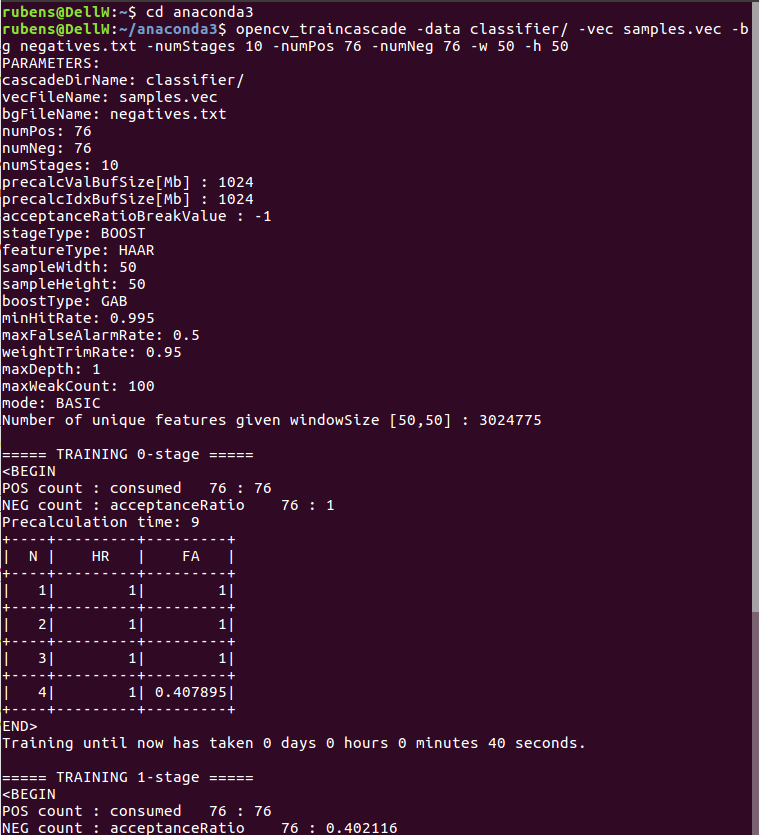 rubens@DellW:~$ cd anaconda3
rubens@DellW:~/anaconda3$ opencv_traincascade -data classifier/ -vec samples.vec -b
g negatives.txt -numStages 10 -numPos 76 -numNeg 76 -w 50 -h 50
PARAMETERS:
cascadeDirName: classifier/
vecFileName: samples.vec
bgFileName: negatives.txt
numPos: 76
numNeg: 76
numStages: 10
precalcValBufSize[Mb] : 1024
precalcIdxBufSize[Mb] : 1024
acceptanceRatioBreakValue : -1
stageType: BOOST
featureType: HAAR
sampleWidth: 50
sampleHeight: 50
boostType: GAB
minHitRate: 0.995
maxFalseAlarmRate: 0.5
weightTrimRate: 0.95
maxDepth: 1
maxWeakCount: 100
mode: BASIC
Number of unique features given windowSize [50,50] : 3024775

===== TRAINING 0-stage =====
<BEGIN
POS count : consumed   76 : 76
NEG count : acceptanceRatio    76 : 1
Precalculation time: 9
+----+---------+---------+
|  N |    HR   |    FA   |
+----+---------+---------+
|   1|        1|        1|
+----+---------+---------+
|   2|        1|        1|
+----+---------+---------+
|   3|        1|        1|
+----+---------+---------+
|   4|        1| 0.407895|
+----+---------+---------+
END>
Training until now has taken 0 days 0 hours 0 minutes 40 seconds.

===== TRAINING 1-stage =====
<BEGIN
POS count : consumed   76 : 76
NEG count : acceptanceRatio    76 : 0.402116